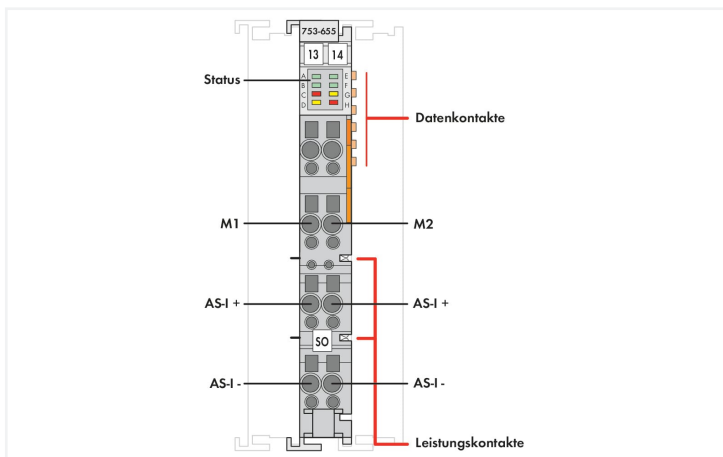 753-655
13 14
Status
A E
B F
C G
D H
Datenkontakte
M1 M2
AS-I + AS-I +
SO
AS-I - AS-I -
Leistungskontakte